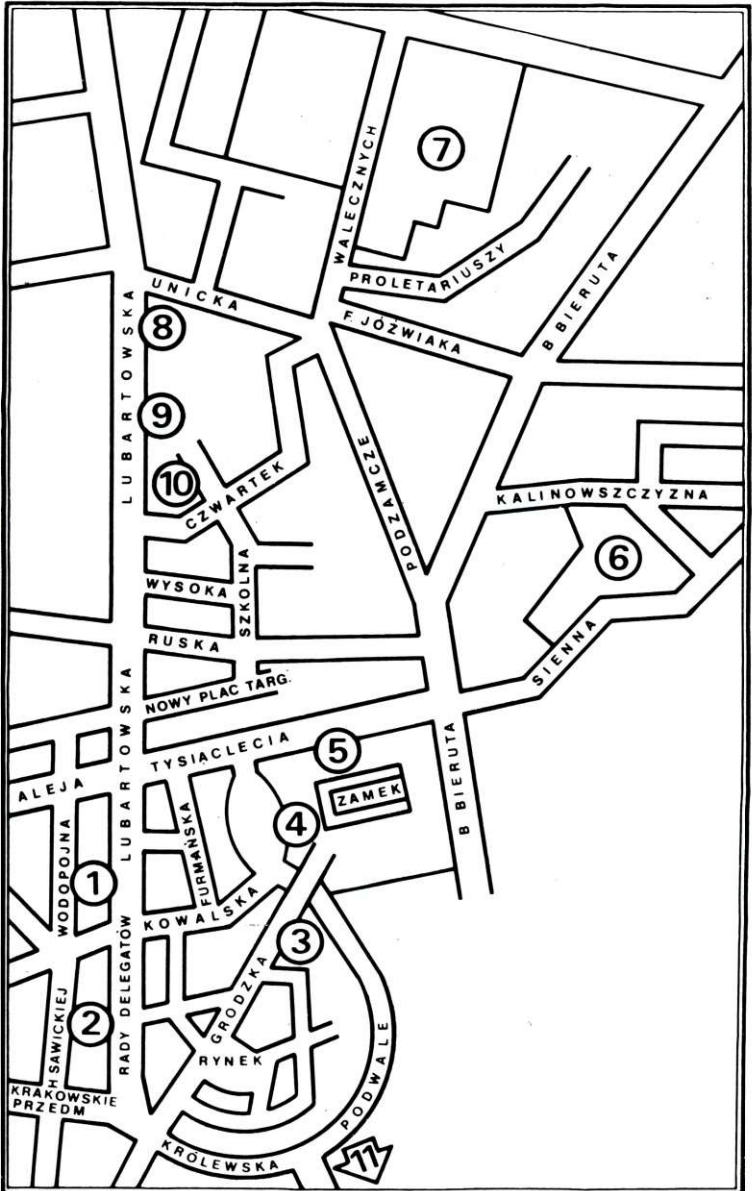 7
WALECZNYCH
PROLETARIUSZY
UNICKA
F. JÓŹWIAKA
B BIERUTA
LUBARTOWSKA
8
9
10
CZWARTEK
PODZAMCZE
KALINOWSZCZYZNA
6
WYSOKA
SZKOLNA
RUSKA
SIENNA
NOWY PLAC TARG.
LUBARTOWSKA
ALEJA
TYSIĄCLECIA
5
ZAMEK
B BIERUTA
4
FURMAŃSKA
WODOPOJNA
1
KOWALSKA
3
RADY DELEGATÓW
GRODZKA
2
H SAWICKIEJ
RYNEK
PODWALE
KRAKOWSKIE
PRZEDM
KRÓLEWSKA
11